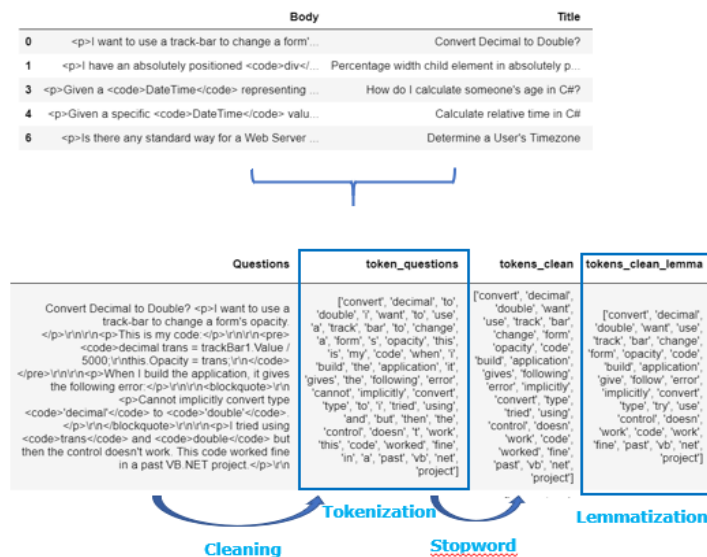 Body Title
0 <p>I want to use a track-bar to change a form'... Convert Decimal to Double?
1 <p>I have an absolutely positioned <code>div</... Percentage width child element in absolutely p...
3 <p>Given a <code>DateTime</code> representing ... How do I calculate someone's age in C#?
4 <p>Given a specific <code>DateTime</code> valu... Calculate relative time in C#
6 <p>Is there any standard way for a Web Server ... Determine a User's Timezone
Questions token_questions tokens_clean tokens_clean_lemma
Convert Decimal to Double? <p>I want to use a
track-bar to change a form's opacity.
</p>\r\n\r\n<p>This is my code:</p>\r\n\r\n<pre>
<code>decimal trans = trackBar1.Value /
5000;\r\nthis.Opacity = trans;\r\n</code>
</pre>\r\n\r\n<p>When I build the application, it gives
the following error:</p>\r\n\r\n<blockquote>\r\n
<p>Cannot implicitly convert type
<code>'decimal'</code> to <code>'double'</code>.
</p>\r\n</blockquote>\r\n\r\n<p>I tried using
<code>trans</code> and <code>double</code> but
then the control doesn't work. This code worked fine
in a past VB.NET project.</p>\r\n
['convert', 'decimal', 'to',
'double', 'i', 'want', 'to', 'use',
'a', 'track', 'bar', 'to', 'change',
'a', 'form', 's', 'opacity', 'this',
'is', 'my', 'code', 'when', 'i',
'build', 'the', 'application', 'it',
'gives', 'the', 'following', 'error',
'cannot', 'implicitly', 'convert',
'type', 'to', 'i', 'tried', 'using',
'and', 'but', 'then', 'the',
'control', 'doesn', 't', 'work',
'this', 'code', 'worked', 'fine',
'in', 'a', 'past', 'vb', 'net',
'project']
['convert', 'decimal',
'double', 'want',
'use', 'track', 'bar',
'change', 'form',
'opacity', 'code',
'build', 'application',
'gives', 'following',
'error', 'implicitly',
'convert', 'type',
'tried', 'using',
'control', 'doesn',
'work', 'code',
'worked', 'fine',
'past', 'vb', 'net',
'project']
['convert', 'decimal',
'double', 'want', 'use',
'track', 'bar', 'change',
'form', 'opacity', 'code',
'build', 'application',
'give', 'follow', 'error',
'implicitly', 'convert',
'type', 'try', 'use',
'control', 'doesn',
'work', 'code', 'work',
'fine', 'past', 'vb', 'net',
'project']
Cleaning
Tokenization
Stopword
Lemmatization